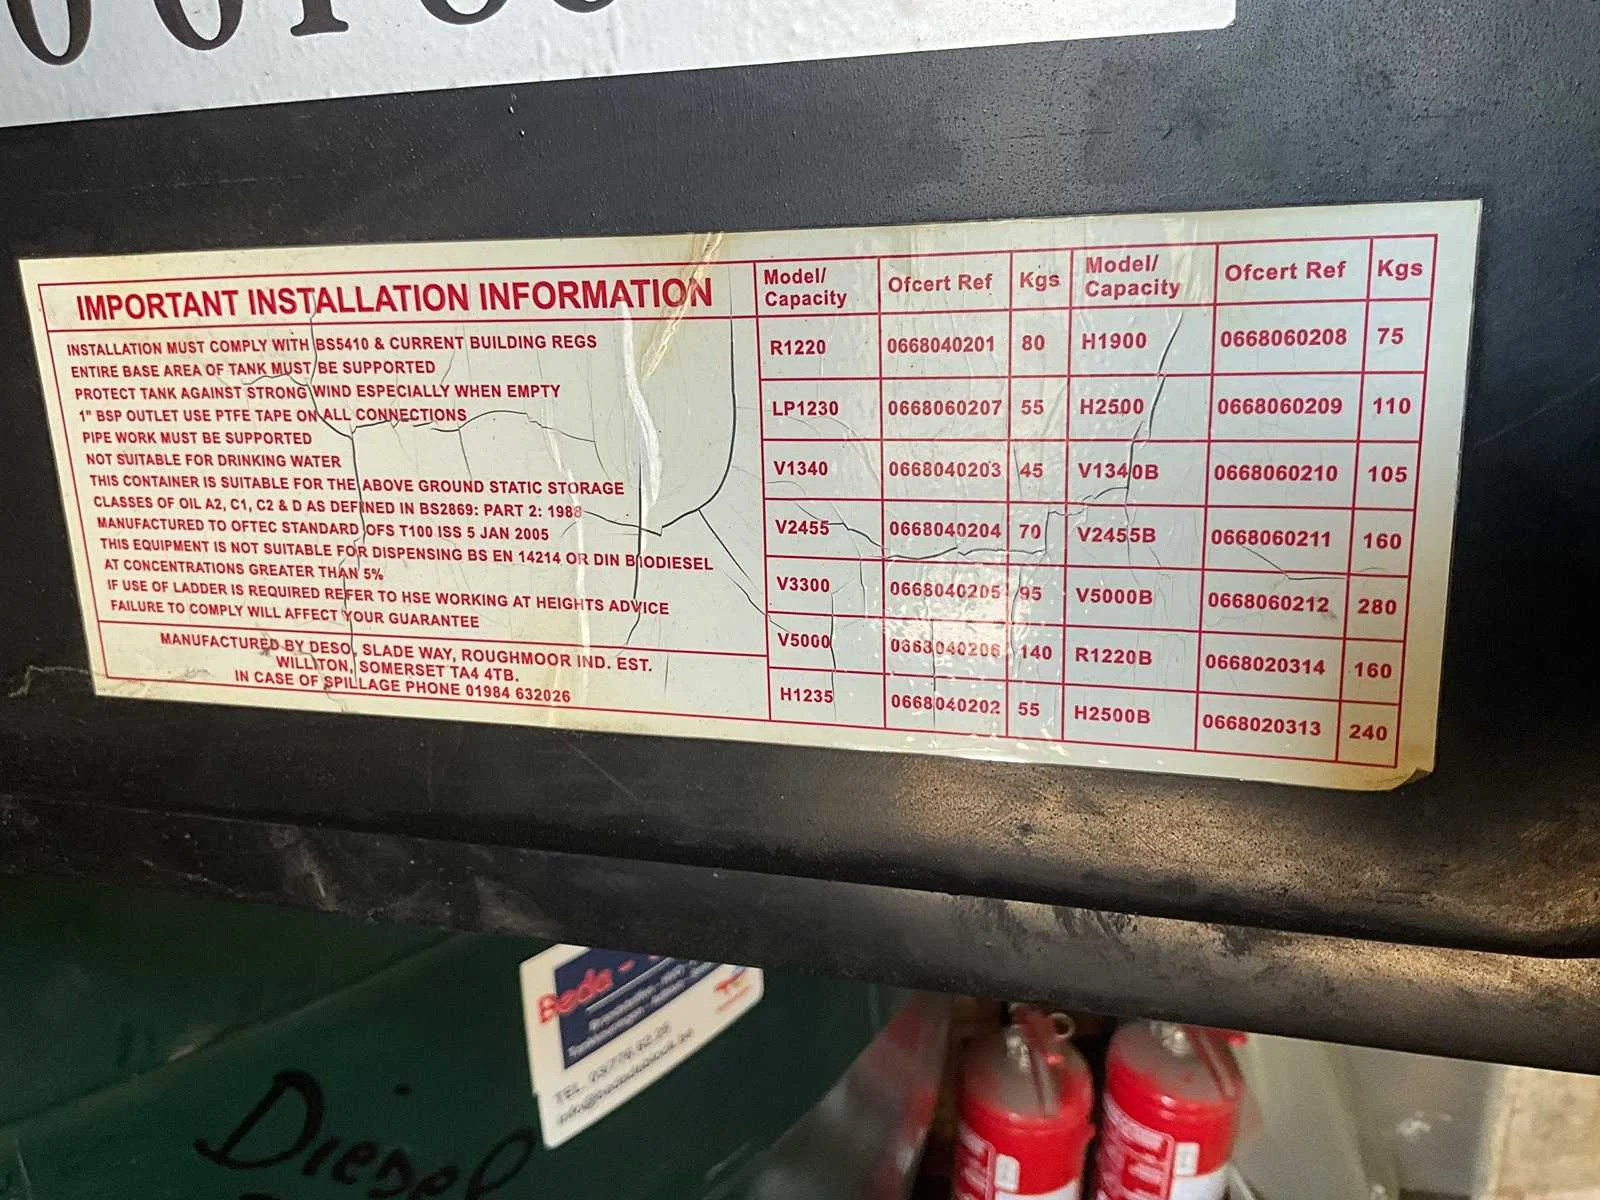 IMPORTANT INSTALLATION INFORMATION
INSTALLATION MUST COMPLY WITH BS5410 & CURRENT BUILDING REGS
ENTIRE BASE AREA OF TANK MUST BE SUPPORTED
PROTECT TANK AGAINST STRONG WIND ESPECIALLY WHEN EMPTY
1" BSP OUTLET USE PTFE TAPE ON ALL CONNECTIONS
PIPE WORK MUST BE SUPPORTED
NOT SUITABLE FOR DRINKING WATER
THIS CONTAINER IS SUITABLE FOR THE ABOVE GROUND STATIC STORAGE
CLASSES OF OIL A2, C1, C2 & D AS DEFINED IN BS2869: PART 2: 1988
MANUFACTURED TO OFTEC STANDARD OFS T100 ISS 5 JAN 2005
THIS EQUIPMENT IS NOT SUITABLE FOR DISPENSING BS EN 14214 OR DIN BIODIESEL
AT CONCENTRATIONS GREATER THAN 5%
IF USE OF LADDER IS REQUIRED REFER TO HSE WORKING AT HEIGHTS ADVICE
FAILURE TO COMPLY WILL AFFECT YOUR GUARANTEE
MANUFACTURED BY DESO, SLADE WAY, ROUGHMOOR IND. EST.
WILLITON, SOMERSET TA4 4TB.
IN CASE OF SPILLAGE PHONE 01984 632026
Model/ Capacity Ofcert Ref Kgs Model/ Capacity Ofcert Ref Kgs
R1220 0668040201 80 H1900 0668060208 75
LP1230 0668060207 55 H2500 0668060209 110
V1340 0668040203 45 V1340B 0668060210 105
V2455 0668040204 70 V2455B 0668060211 160
V3300 0668040205 95 V5000B 0668060212 280
V5000 0668040206 140 R1220B 0668020314 160
H1235 0668040202 55 H2500B 0668020313 240
Beda
TEL.
Diesel